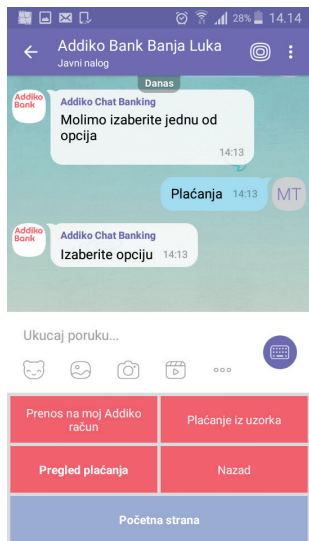 28% 14.14
Addiko Bank Banja Luka
Javni nalog
Danas
Addiko
Bank
Addiko Chat Banking
Molimo izaberite jednu od
opcija
14:13
Plaćanja 14:13
MT
Addiko
Bank
Addiko Chat Banking
Izaberite opciju 14:13
Ukucaj poruku...
Prenos na moj Addiko
račun
Plaćanje iz uzorka
Pregled plaćanja
Nazad
Početna strana